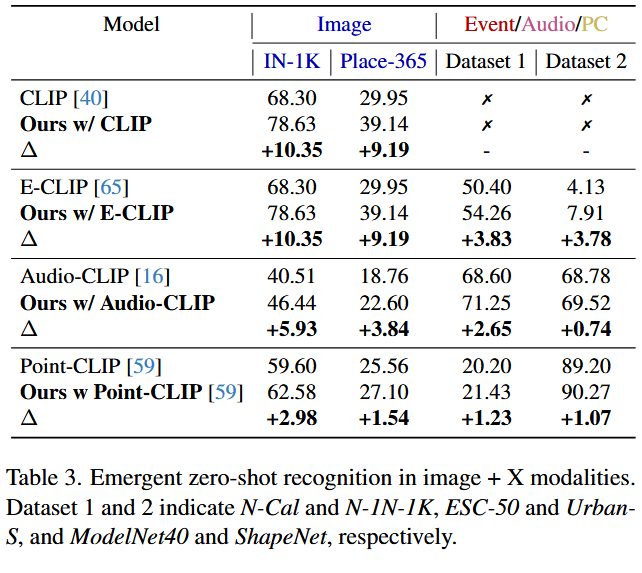 Model Image Event/Audio/PC
IN-1K Place-365 Dataset 1 Dataset 2
CLIP [40] 68.30 29.95 ✗ ✗
Ours w/ CLIP 78.63 39.14 ✗ ✗
Δ +10.35 +9.19 - -
E-CLIP [65] 68.30 29.95 50.40 4.13
Ours w/ E-CLIP 78.63 39.14 54.26 7.91
Δ +10.35 +9.19 +3.83 +3.78
Audio-CLIP [16] 40.51 18.76 68.60 68.78
Ours w/ Audio-CLIP 46.44 22.60 71.25 69.52
Δ +5.93 +3.84 +2.65 +0.74
Point-CLIP [59] 59.60 25.56 20.20 89.20
Ours w Point-CLIP [59] 62.58 27.10 21.43 90.27
Δ +2.98 +1.54 +1.23 +1.07
Table 3. Emergent zero-shot recognition in image + X modalities.
Dataset 1 and 2 indicate N-Cal and N-1N-1K, ESC-50 and Urban-
S, and ModelNet40 and ShapeNet, respectively.